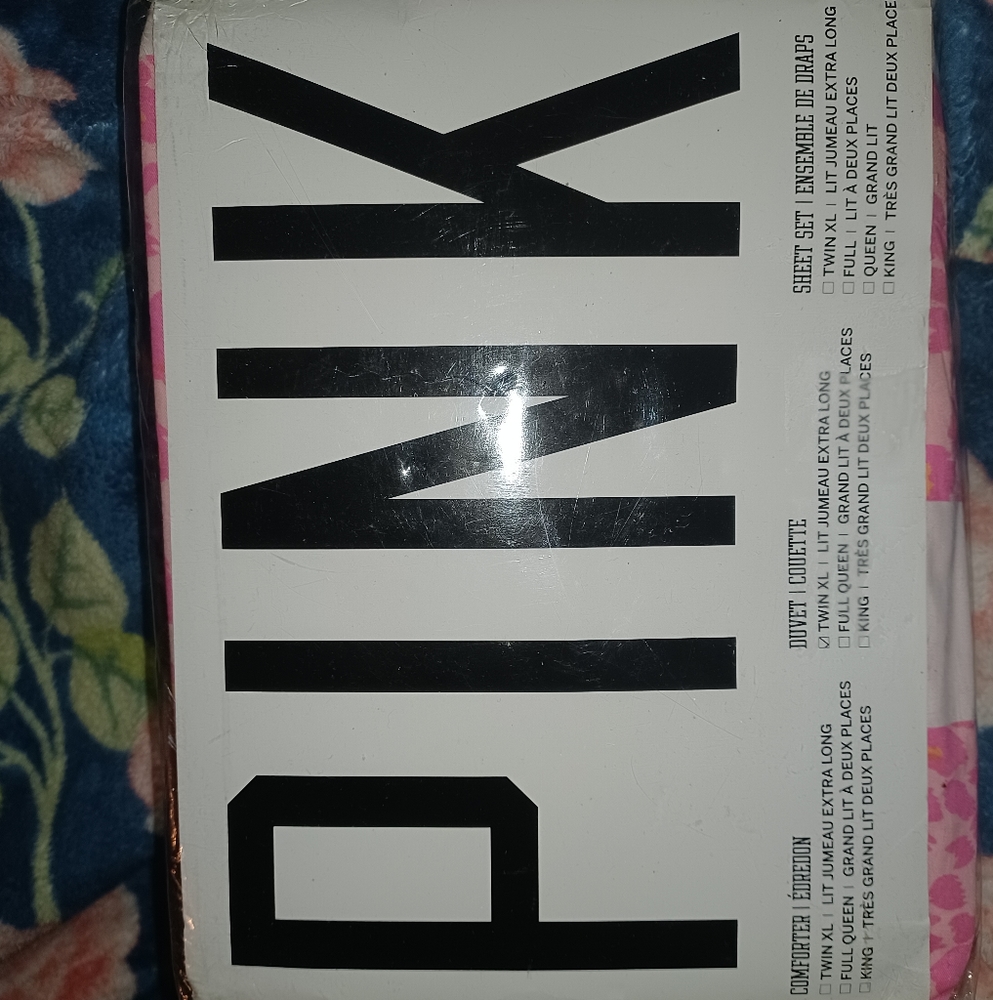 PINK
COMFORTER | ÉDREDON
☐ TWIN XL | LIT JUMEAU EXTRA LONG
☐ FULL QUEEN | GRAND LIT À DEUX PLACES
☐ KING | TRÈS GRAND LIT DEUX PLACES
DUVET | COUETTE
☑ TWIN XL | LIT JUMEAU EXTRA LONG
☐ FULL QUEEN | GRAND LIT À DEUX PLACES
☐ KING | TRÈS GRAND LIT DEUX PLACES
SHEET SET | ENSEMBLE DE DRAPS
☐ TWIN XL | LIT JUMEAU EXTRA LONG
☐ FULL | LIT À DEUX PLACES
☐ QUEEN | GRAND LIT
☐ KING | TRÈS GRAND LIT DEUX PLACE